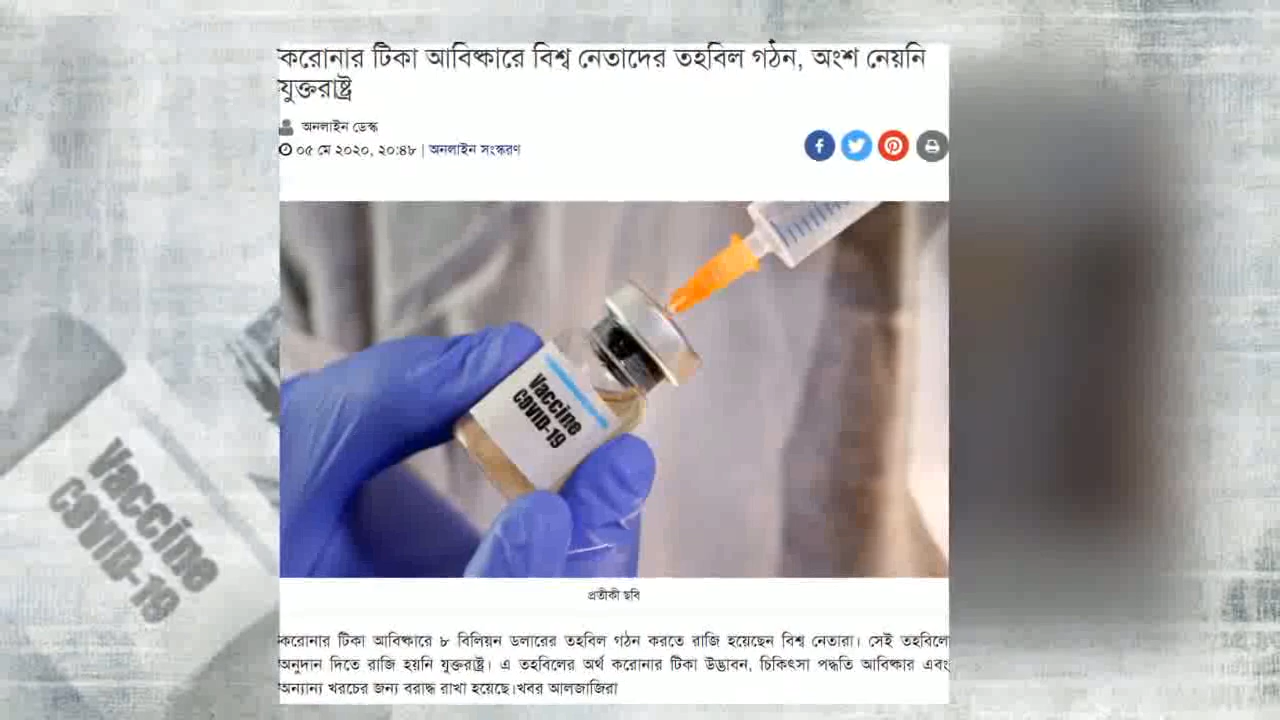 করোনার টিকা আবিষ্কারে বিশ্ব নেতাদের তহবিল গঠন, অংশ নেয়নি
যুক্তরাষ্ট্র
অনলাইন ডেস্ক
০৫ মে ২০২০, ২০:৪৮ | অনলাইন সংস্করণ
Vaccine
COVID-19
Vaccine
COVID-19
প্রতীকী ছবি
করোনার টিকা আবিষ্কারে ৮ বিলিয়ন ডলারের তহবিল গঠন করতে রাজি হয়েছেন বিশ্ব নেতারা। সেই তহবিলে
অনুদান দিতে রাজি হয়নি যুক্তরাষ্ট্র। এ তহবিলের অর্থ করোনার টিকা উদ্ভাবন, চিকিৎসা পদ্ধতি আবিষ্কার এবং
অন্যান্য খরচের জন্য বরাদ্ধ রাখা হয়েছে।খবর আলজাজিরা